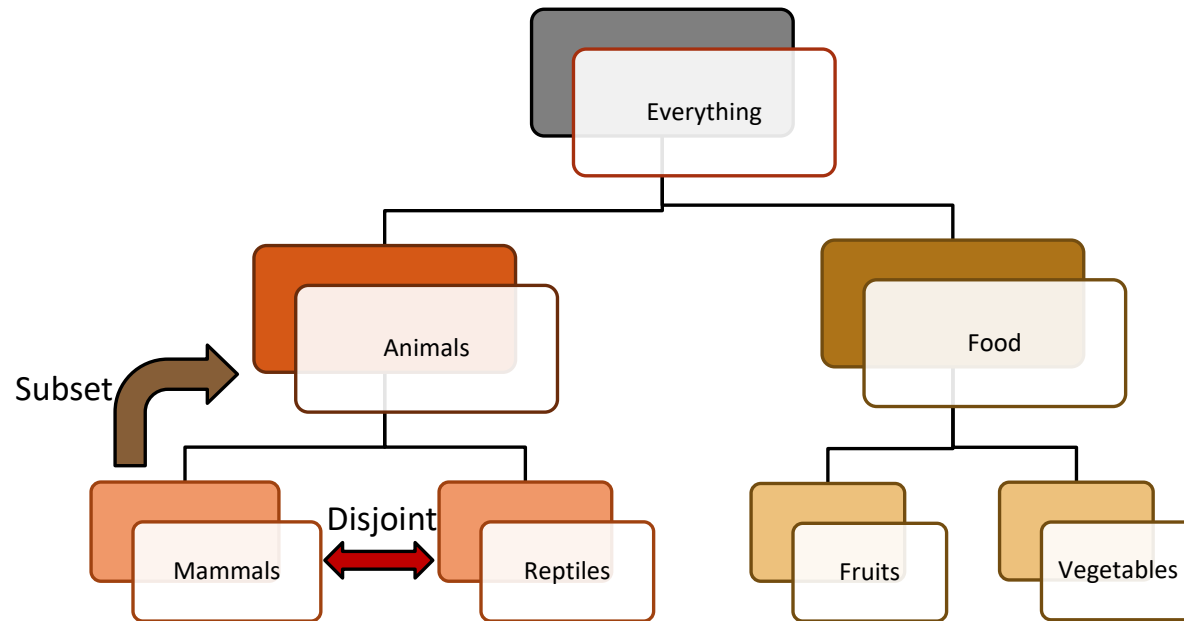 Everything
Animals
Food
Subset
Disjoint
Mammals
Reptiles
Fruits
Vegetables